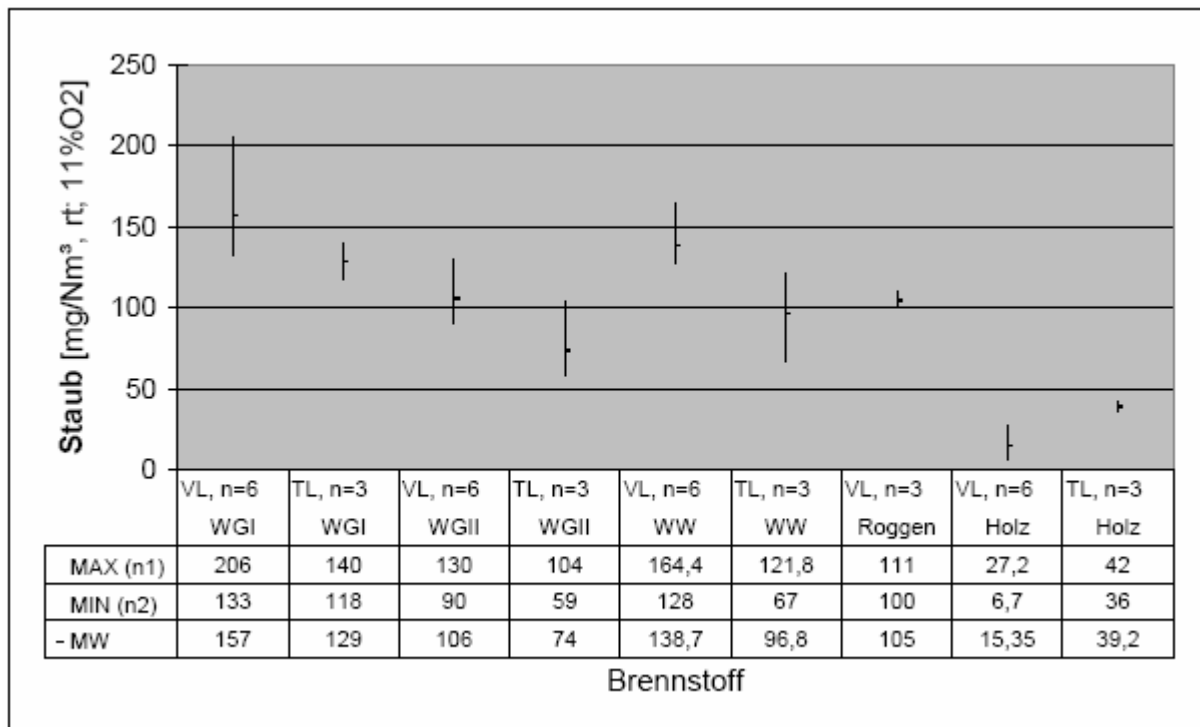 Staub [mg/Nm³, rt; 11%O2]
250
200
150
100
50
0
VL, n=6 TL, n=3 VL, n=6 TL, n=3 VL, n=6 TL, n=3 VL, n=3 VL, n=6 TL, n=3
WGI WGI WGII WGII WW WW Roggen Holz Holz
MAX (n1) 206 140 130 104 164,4 121,8 111 27,2 42
MIN (n2) 133 118 90 59 128 67 100 6,7 36
- MW 157 129 106 74 138,7 96,8 105 15,35 39,2
Brennstoff